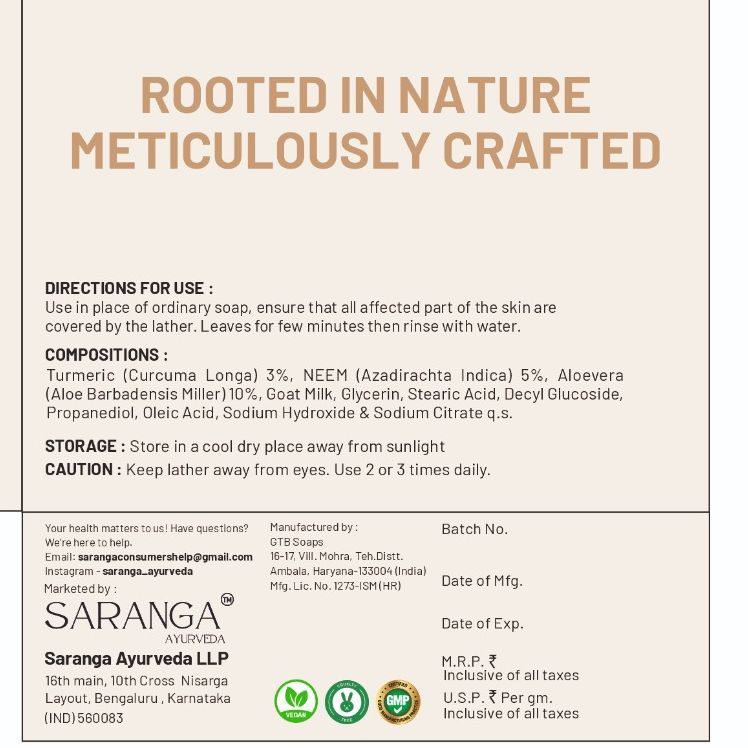 ROOTED IN NATURE
METICULOUSLY CRAFTED
DIRECTIONS FOR USE :
Use in place of ordinary soap, ensure that all affected part of the skin are
covered by the lather. Leaves for few minutes then rinse with water.
COMPOSITIONS :
Turmeric (Curcuma Longa) 3%, NEEM (Azadirachta Indica) 5%, Aloevera
(Aloe Barbadensis Miller) 10%, Goat Milk, Glycerin, Stearic Acid, Decyl Glucoside,
Propanediol, Oleic Acid, Sodium Hydroxide & Sodium Citrate q.s.
STORAGE : Store in a cool dry place away from sunlight
CAUTION : Keep lather away from eyes. Use 2 or 3 times daily.
Your health matters to us! Have questions?
We're here to help.
Email: sarangaconsumershelp@gmail.com
Instagram - saranga_ayurveda
Marketed by :
SARANGA TM
AYURVEDA
Saranga Ayurveda LLP
16th main, 10th Cross Nisarga
Layout, Bengaluru , Karnataka
(IND) 560083
Manufactured by :
GTB Soaps
16-17, Vill. Mohra, Teh.Distt.
Ambala, Haryana-133004 (India)
Mfg. Lic. No. 1273-ISM (HR)
VEGAN
CRUELTY
FREE
CERTIFIED
GMP
Batch No.
Date of Mfg.
Date of Exp.
M.R.P. ₹
Inclusive of all taxes
U.S.P. ₹ Per gm.
Inclusive of all taxes